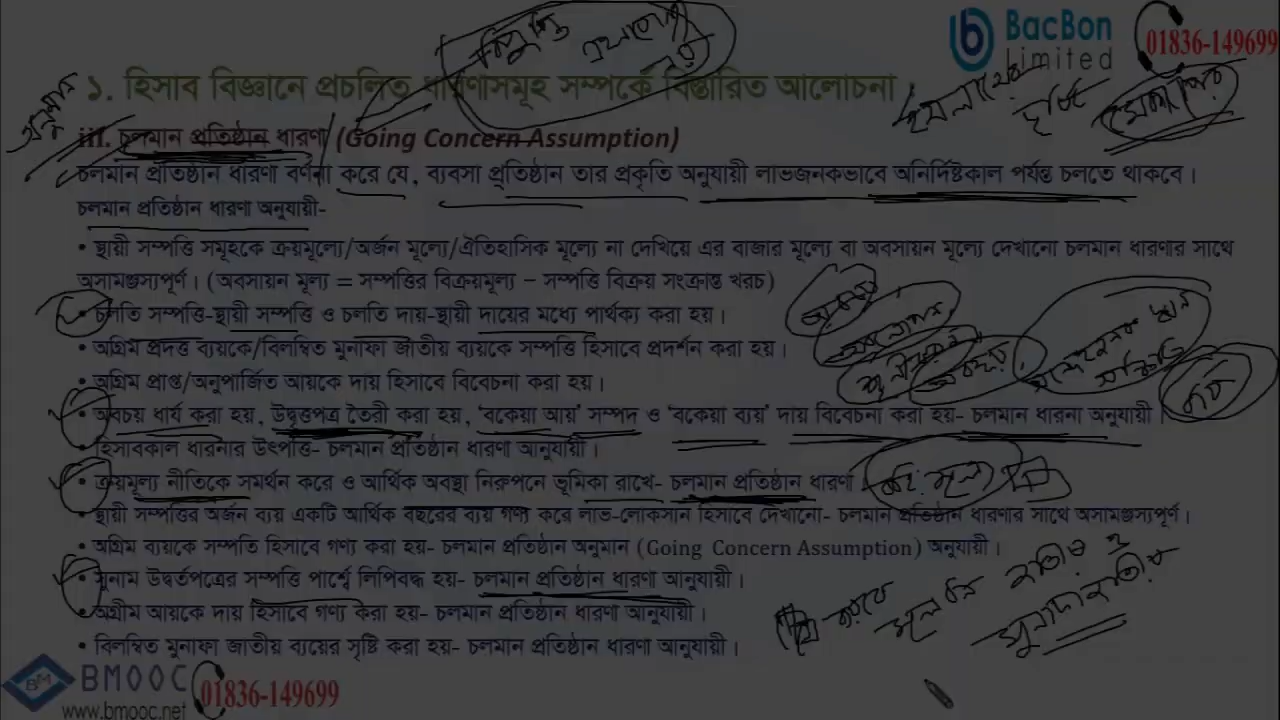 BacBon
Limited
01836-149699
১. হিসাব বিজ্ঞানে প্রচলিত ধারণাসমূহ সম্পর্কে বিস্তারিত আলোচনা ।
iii. চলমান প্রতিষ্ঠান ধারণা (Going Concern Assumption)
চলমান প্রতিষ্ঠান ধারণা বর্ণনা করে যে, ব্যবসা প্রতিষ্ঠান তার প্রকৃতি অনুযায়ী লাভজনকভাবে অনির্দিষ্টকাল পর্যন্ত চলতে থাকবে।
চলমান প্রতিষ্ঠান ধারণা অনুযায়ী-
• স্থায়ী সম্পত্তি সমূহকে ক্রয়মূল্যে/অর্জন মূল্যে/ঐতিহাসিক মূল্যে না দেখিয়ে এর বাজার মূল্যে বা অবসায়ন মূল্যে দেখানো চলমান ধারণার সাথে
অসামঞ্জস্যপূর্ণ। (অবসায়ন মূল্য = সম্পত্তির বিক্রয়মূল্য – সম্পত্তি বিক্রয় সংক্রান্ত খরচ)
• চলতি সম্পত্তি-স্থায়ী সম্পত্তি ও চলতি দায়-স্থায়ী দায়ের মধ্যে পার্থক্য করা হয়।
• অগ্রিম প্রদত্ত ব্যয়কে/বিলম্বিত মুনাফা জাতীয় ব্যয়কে সম্পত্তি হিসাবে প্রদর্শন করা হয়।
• অগ্রিম প্রাপ্ত/অনুপার্জিত আয়কে দায় হিসাবে বিবেচনা করা হয়।
• অবচয় ধার্য করা হয়, উদ্বৃত্তপত্র তৈরী করা হয়, ‘বকেয়া আয়’ সম্পদ ও ‘বকেয়া ব্যয়’ দায় বিবেচনা করা হয়- চলমান ধারনা অনুযায়ী।
• হিসাবকাল ধারনার উৎপত্তি- চলমান প্রতিষ্ঠান ধারণা আনুযায়ী।
• ক্রয়মূল্য নীতিকে সমর্থন করে ও আর্থিক অবস্থা নিরুপনে ভূমিকা রাখে- চলমান প্রতিষ্ঠান ধারণা
• স্থায়ী সম্পত্তির অর্জন ব্যয় একটি আর্থিক বছরের ব্যয় গণ্য করে লাভ-লোকসান হিসাবে দেখানো- চলমান প্রতিষ্ঠান ধারণার সাথে অসামঞ্জস্যপূর্ণ।
• অগ্রিম ব্যয়কে সম্পতি হিসাবে গণ্য করা হয়- চলমান প্রতিষ্ঠান অনুমান (Going Concern Assumption) অনুযায়ী।
• সুনাম উদ্বর্তপত্রের সম্পত্তি পার্শ্বে লিপিবদ্ধ হয়- চলমান প্রতিষ্ঠান ধারণা আনুযায়ী।
• অগ্রীম আয়কে দায় হিসাবে গণ্য করা হয়- চলমান প্রতিষ্ঠান ধারণা আনুযায়ী।
• বিলম্বিত মুনাফা জাতীয় ব্যয়ের সৃষ্টি করা হয়- চলমান প্রতিষ্ঠান ধারণা আনুযায়ী।
BMOOC
www.bmooc.net
01836-149699